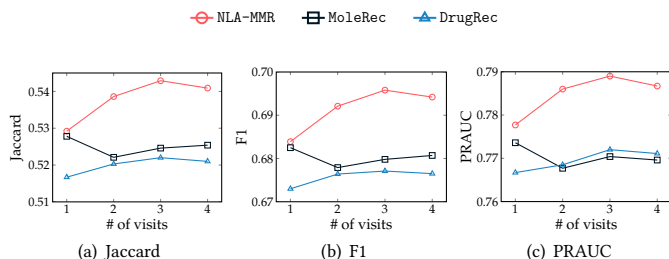 NLA-MMR MoleRec DrugRec
Jaccard
0.54
0.53
0.52
0.51
1 2 3 4
# of visits
(a) Jaccard
F1
0.70
0.69
0.68
0.67
1 2 3 4
# of visits
(b) F1
PRAUC
0.79
0.78
0.77
0.76
1 2 3 4
# of visits
(c) PRAUC